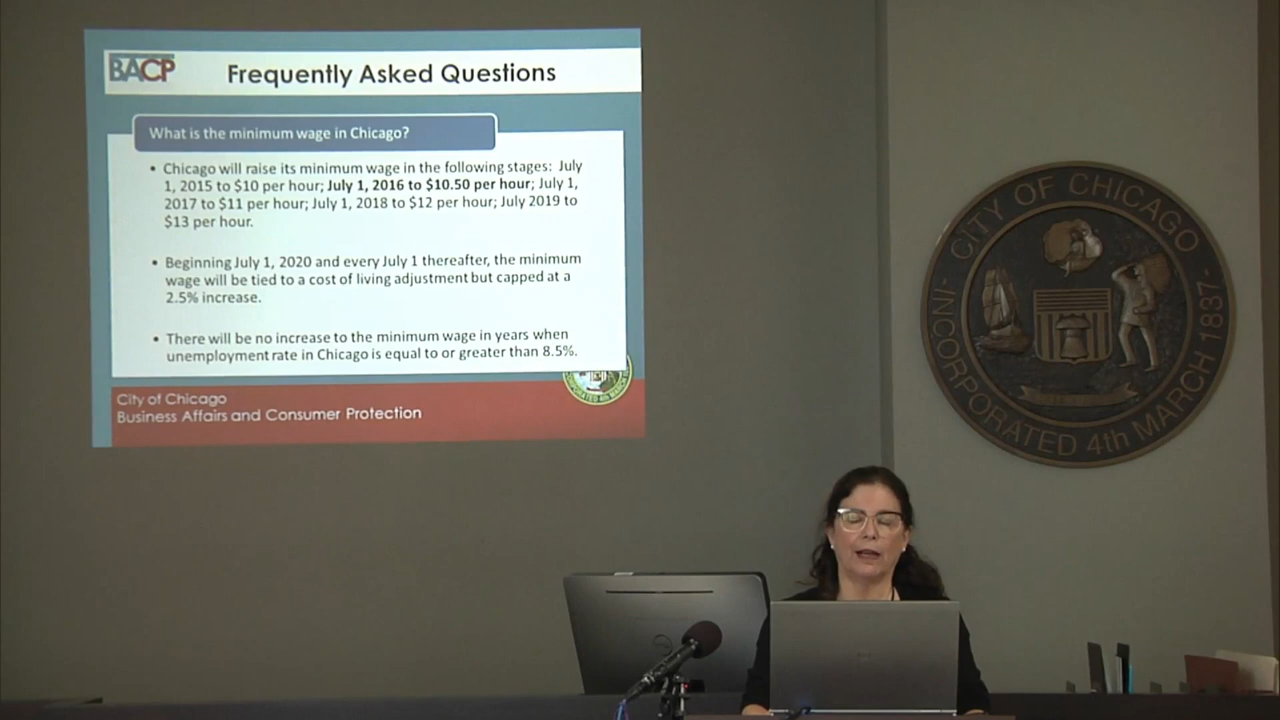 BACP
Frequently Asked Questions
What is the minimum wage in Chicago?
• Chicago will raise its minimum wage in the following stages: July
1, 2015 to $10 per hour; July 1, 2016 to $10.50 per hour; July 1,
2017 to $11 per hour; July 1, 2018 to $12 per hour; July 2019 to
$13 per hour.
• Beginning July 1, 2020 and every July 1 thereafter, the minimum
wage will be tied to a cost of living adjustment but capped at a
2.5% increase.
• There will be no increase to the minimum wage in years when
unemployment rate in Chicago is equal to or greater than 8.5%.
City of Chicago
Business Affairs and Consumer Protection
CITY OF CHICAGO
INCORPORATED 4th MARCH 1837